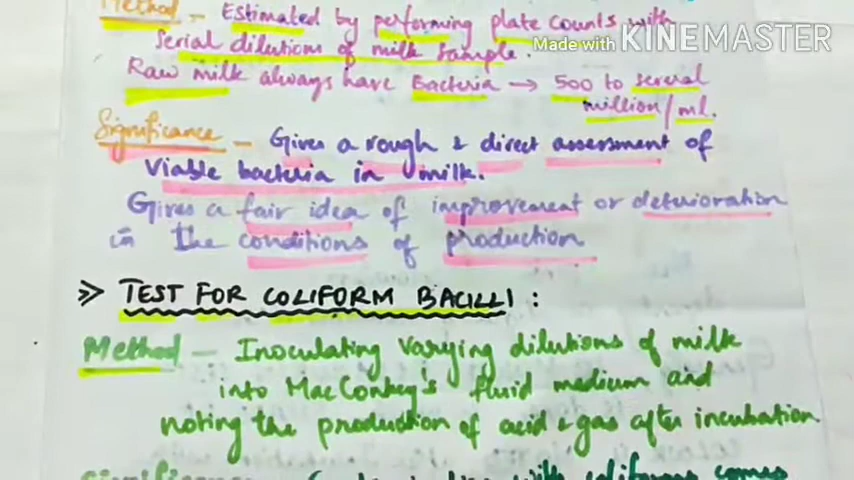 Method - Estimated by performing plate counts with
Serial dilutions of milk sample.
Made with KINEMASTER
Raw milk always have Bacteria → 500 to several
million/ml.
Significance - Gives a rough & direct assessment of
Viable bacteria in milk.
Gives a fair idea of improvement or deterioration
in the conditions of production
» TEST FOR COLIFORM BACILLI :
Method - Inoculating varying dilutions of milk
into MacConkey's fluid medium and
noting the production of acid & gas after incubation
with coliforms comes